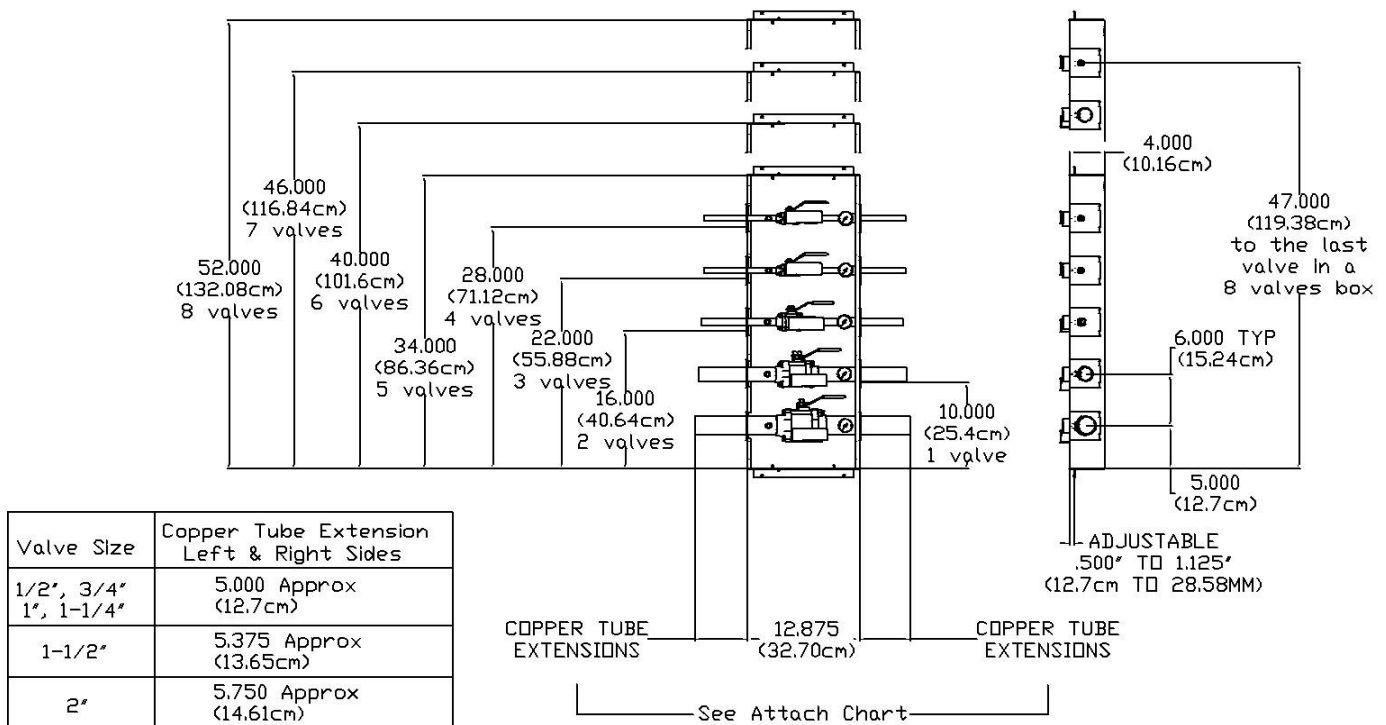 4.000
(10.16cm)
46.000
(116.84cm)
7 valves
47.000
(119.38cm)
to the last
valve in a
8 valves box
52.000
(132.08cm)
8 valves
40.000
(101.6cm)
6 valves
28.000
(71.12cm)
4 valves
34.000
(86.36cm)
5 valves
22.000
(55.88cm)
3 valves
6.000 TYP
(15.24cm)
16.000
(40.64cm)
2 valves
10.000
(25.4cm)
1 valve
5.000
(12.7cm)
ADJUSTABLE
.500" TO 1.125"
(12.7cm TO 28.58MM)
Valve Size
Copper Tube Extension
Left & Right Sides
1/2", 3/4"
1", 1-1/4"
5.000 Approx
(12.7cm)
1-1/2"
5.375 Approx
(13.65cm)
2"
5.750 Approx
(14.61cm)
COPPER TUBE
EXTENSIONS
12.875
(32.70cm)
COPPER TUBE
EXTENSIONS
See Attach Chart